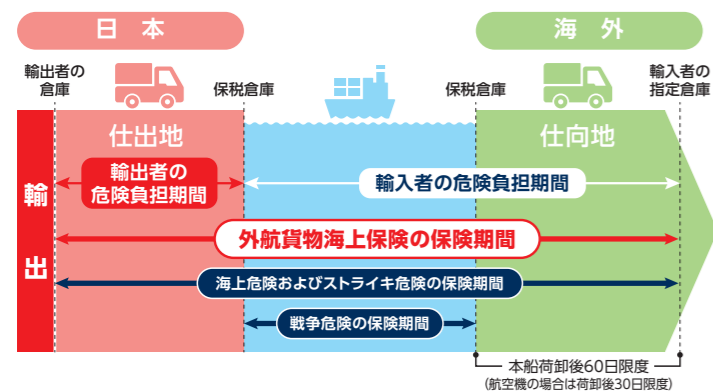 日本
海外
輸出者の
倉庫
保税倉庫
保税倉庫
輸入者の
指定倉庫
仕出地
仕向地
輸出
輸出者の
危険負担期間
輸入者の危険負担期間
外航貨物海上保険の保険期間
海上危険およびストライキ危険の保険期間
戦争危険の保険期間
本船荷卸後60日限度
(航空機の場合は荷卸後30日限度)